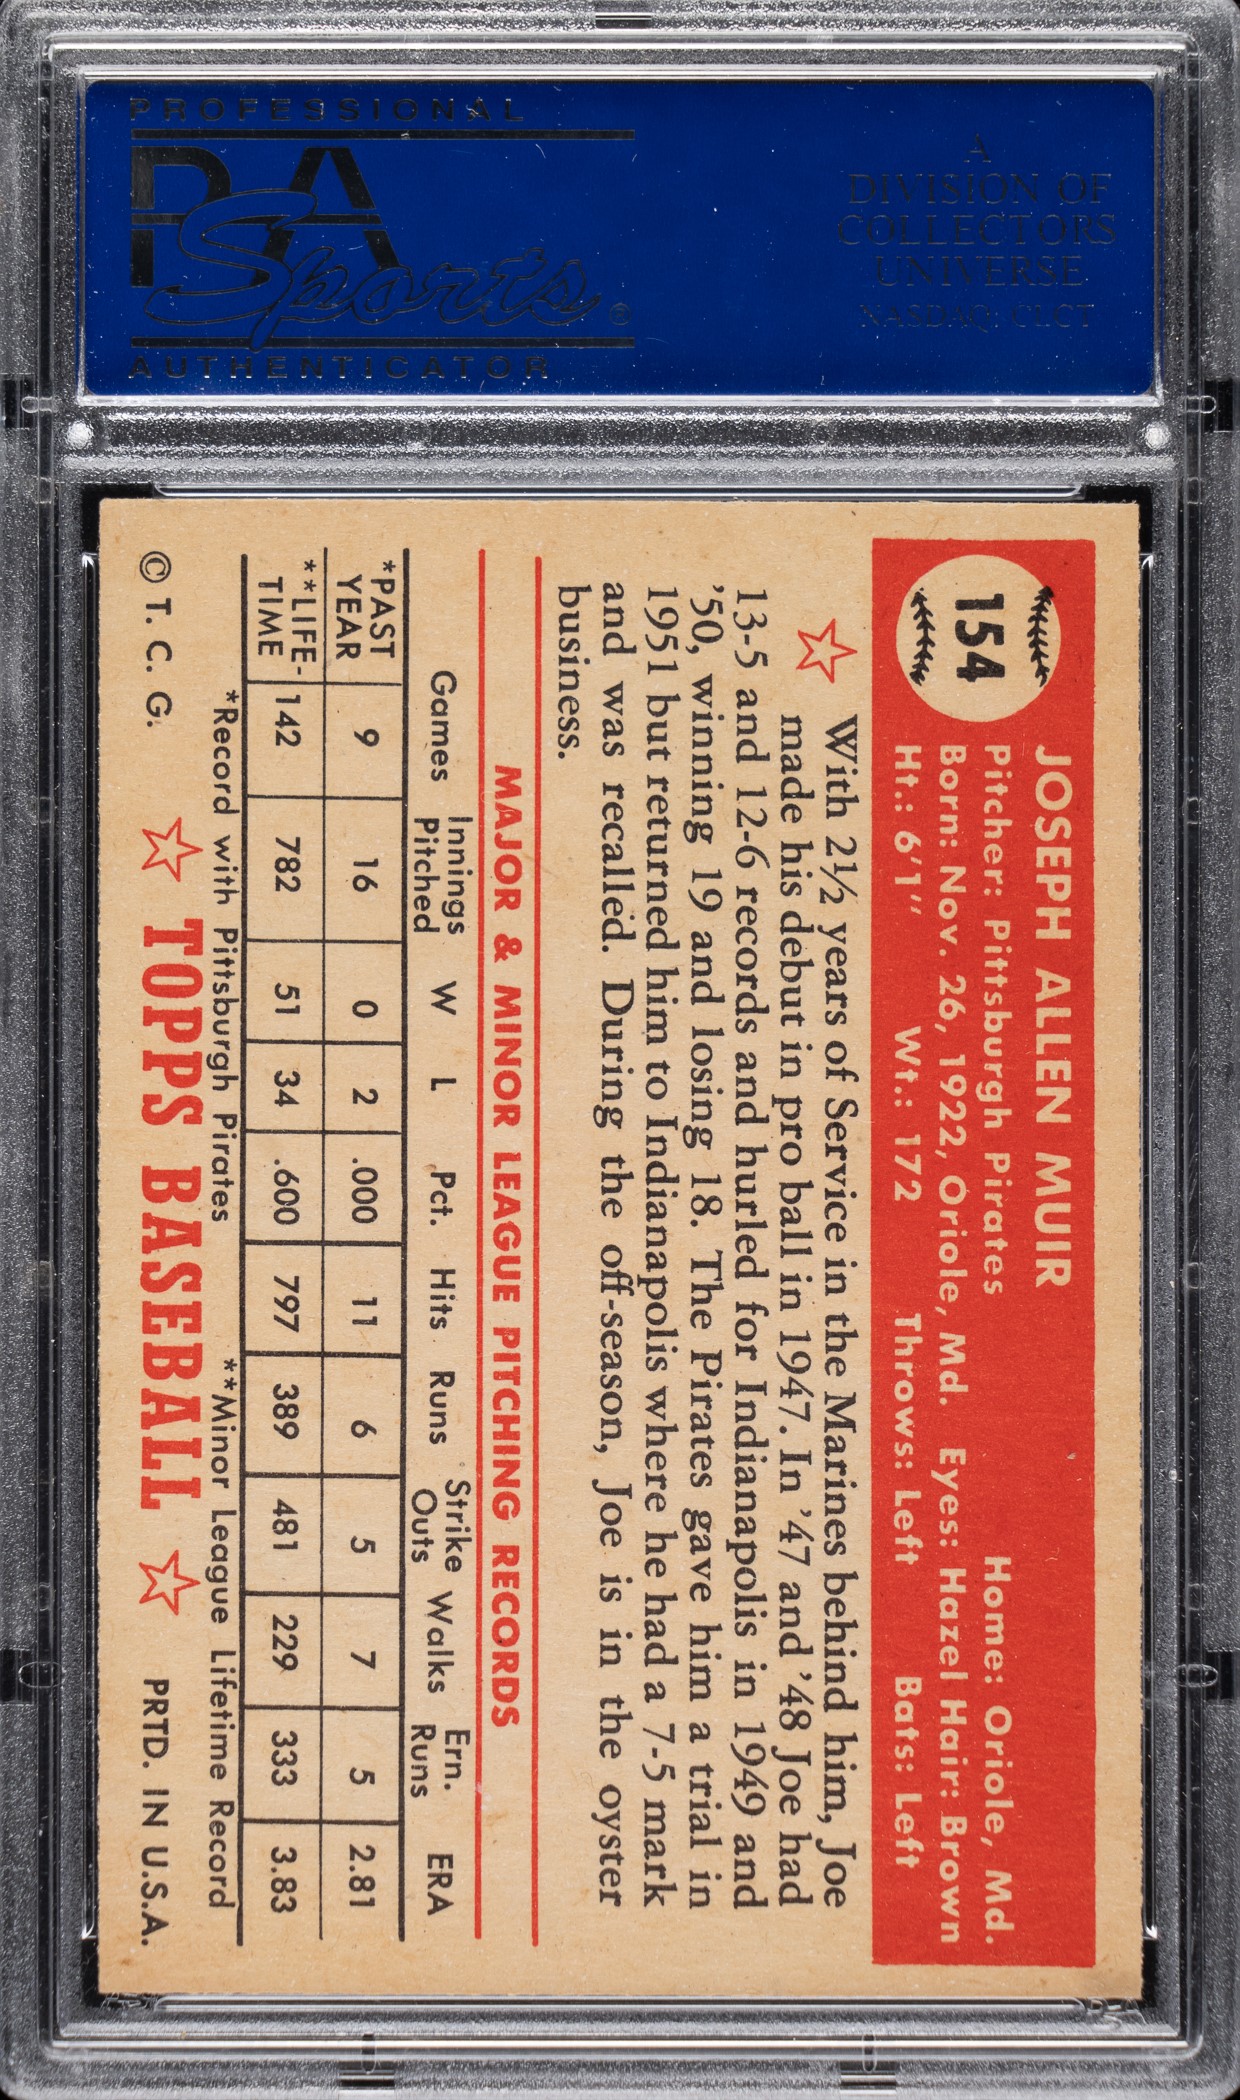 PROFESSIONAL
PSA
Sports®
AUTHENTICATOR
A
DIVISION OF
COLLECTORS
UNIVERSE
NASDAQ: CLCT
154
JOSEPH ALLEN MUIR
Pitcher: Pittsburgh Pirates Home: Oriole, Md.
Born: Nov. 26, 1922, Oriole, Md. Eyes: Hazel Hair: Brown
Ht.: 6'1" Wt.: 172 Throws: Left Bats: Left
With 2½ years of Service in the Marines behind him, Joe
made his debut in pro ball in 1947. In '47 and '48 Joe had
13-5 and 12-6 records and hurled for Indianapolis in 1949 and
'50, winning 19 and losing 18. The Pirates gave him a trial in
1951 but returned him to Indianapolis where he had a 7-5 mark
and was recalled. During the off-season, Joe is in the oyster
business.
MAJOR & MINOR LEAGUE PITCHING RECORDS
Games Innings Pitched W L Pct. Hits Runs Strike Outs Walks Ern. Runs ERA
*PAST YEAR 9 16 0 2 .000 11 6 5 7 5 2.81
**LIFE-TIME 142 782 51 34 .600 797 389 481 229 333 3.83
*Record with Pittsburgh Pirates **Minor League Lifetime Record
© T. C. G. TOPPS BASEBALL PRTD. IN U.S.A.